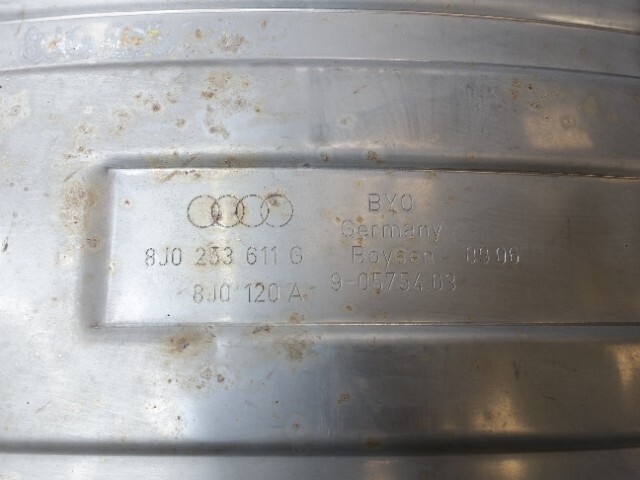 BYO
Germany
8J0 253 611 G Boysen 0906
8J0 120 A 9-05754.03